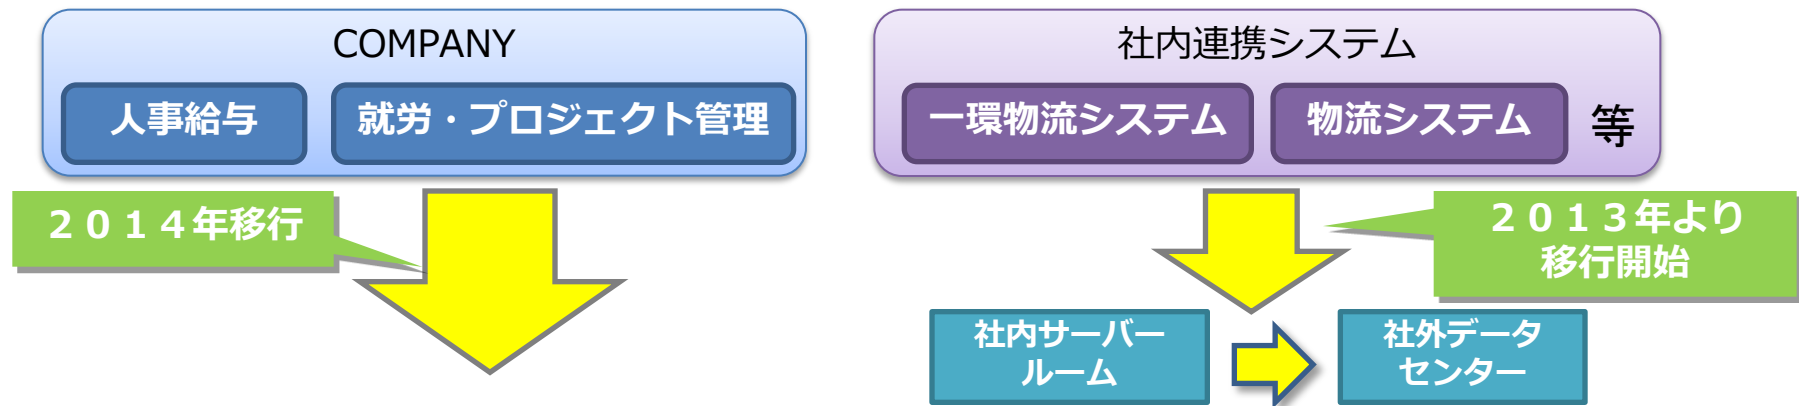 COMPANY
人事給与
就労・プロジェクト管理
社内連携システム
一環物流システム
物流システム
等
２０１４年移行
２０１３年より
移行開始
社内サーバー
ルーム
社外データ
センター